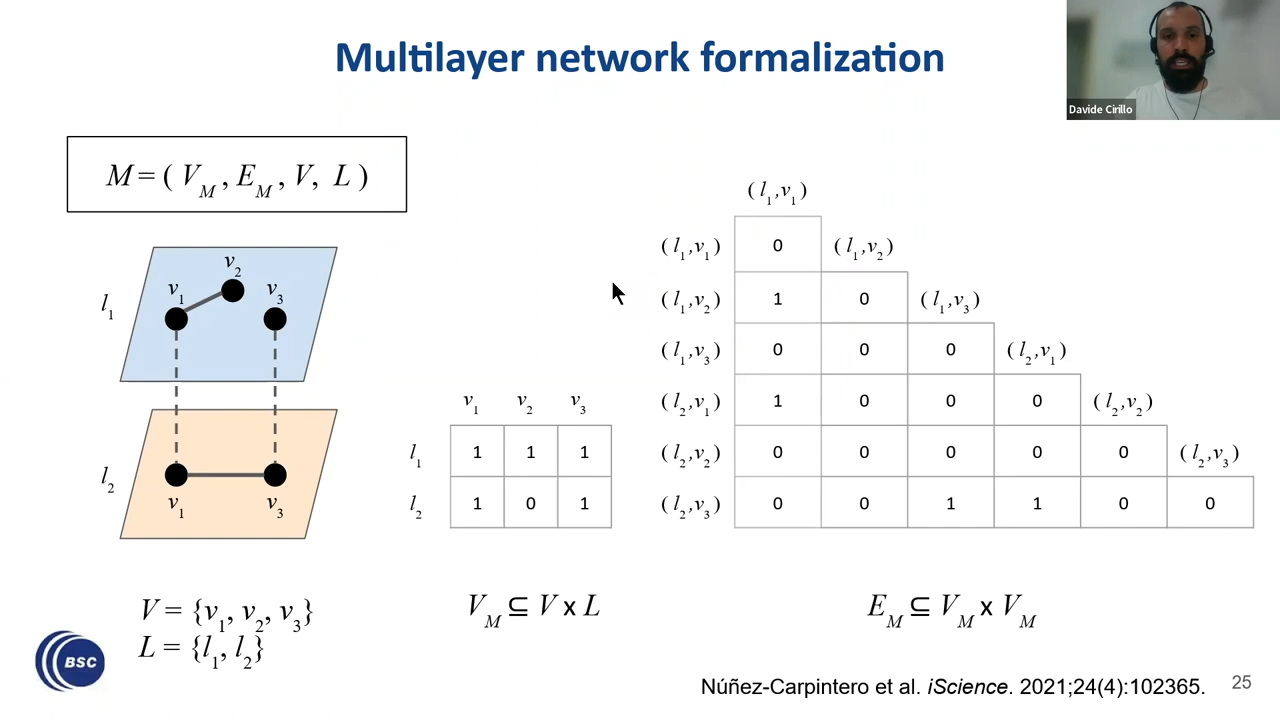 Multilayer network formalization
Davide Cirillo
M = ( V_M , E_M , V, L )
l_1
v_1
v_2
v_3
l_2
v_1
v_3
V = {v_1, v_2, v_3}
L = {l_1, l_2}
v_1 v_2 v_3
l_1 1 1 1
l_2 1 0 1
V_M ⊆ V x L
( l_1,v_1 )
( l_1,v_1 ) 0 ( l_1,v_2 )
( l_1,v_2 ) 1 0 ( l_1,v_3 )
( l_1,v_3 ) 0 0 0 ( l_2,v_1 )
( l_2,v_1 ) 1 0 0 0 ( l_2,v_2 )
( l_2,v_2 ) 0 0 0 0 0 ( l_2,v_3 )
( l_2,v_3 ) 0 0 1 1 0 0
E_M ⊆ V_M x V_M
BSC
Núñez-Carpintero et al. iScience. 2021;24(4):102365.
25